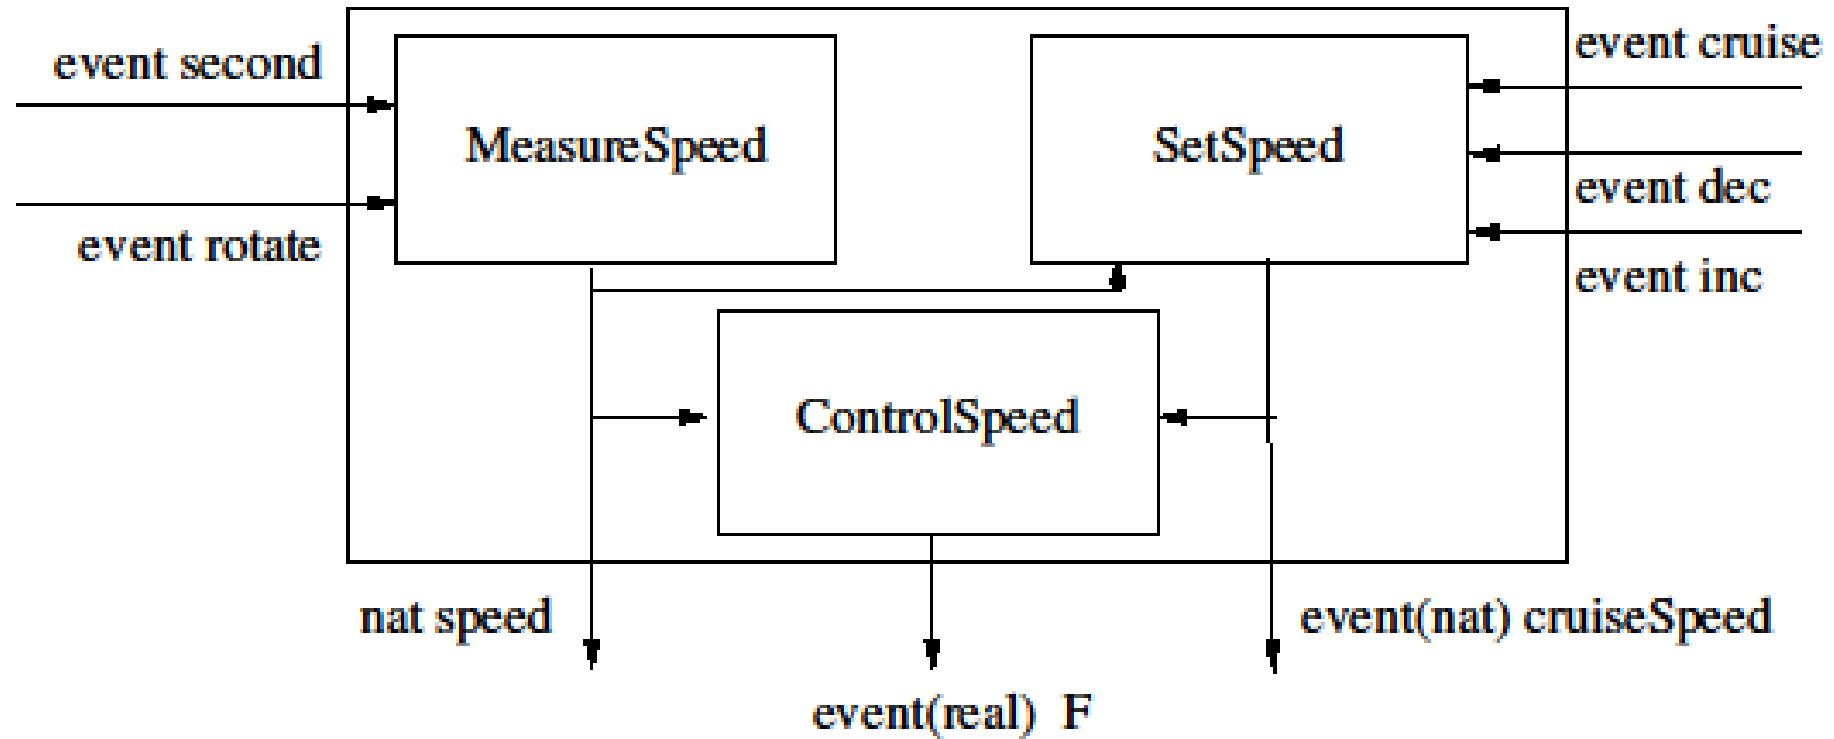 event second
event cruise
MeasureSpeed
SetSpeed
event dec
event rotate
event inc
ControlSpeed
nat speed
event(nat) cruiseSpeed
event(real) F